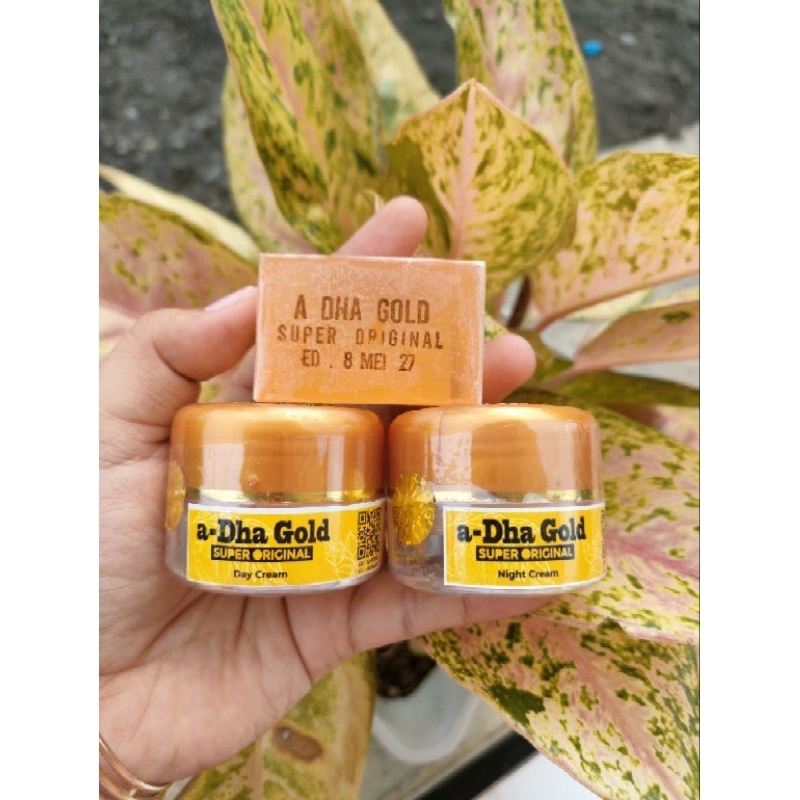 A DHA GOLD
SUPER ORIGINAL
ED . 8 MEI 27
a-Dha Gold
SUPER ORIGINAL
Day Cream
a-Dha Gold
SUPER ORIGINAL
Night Cream